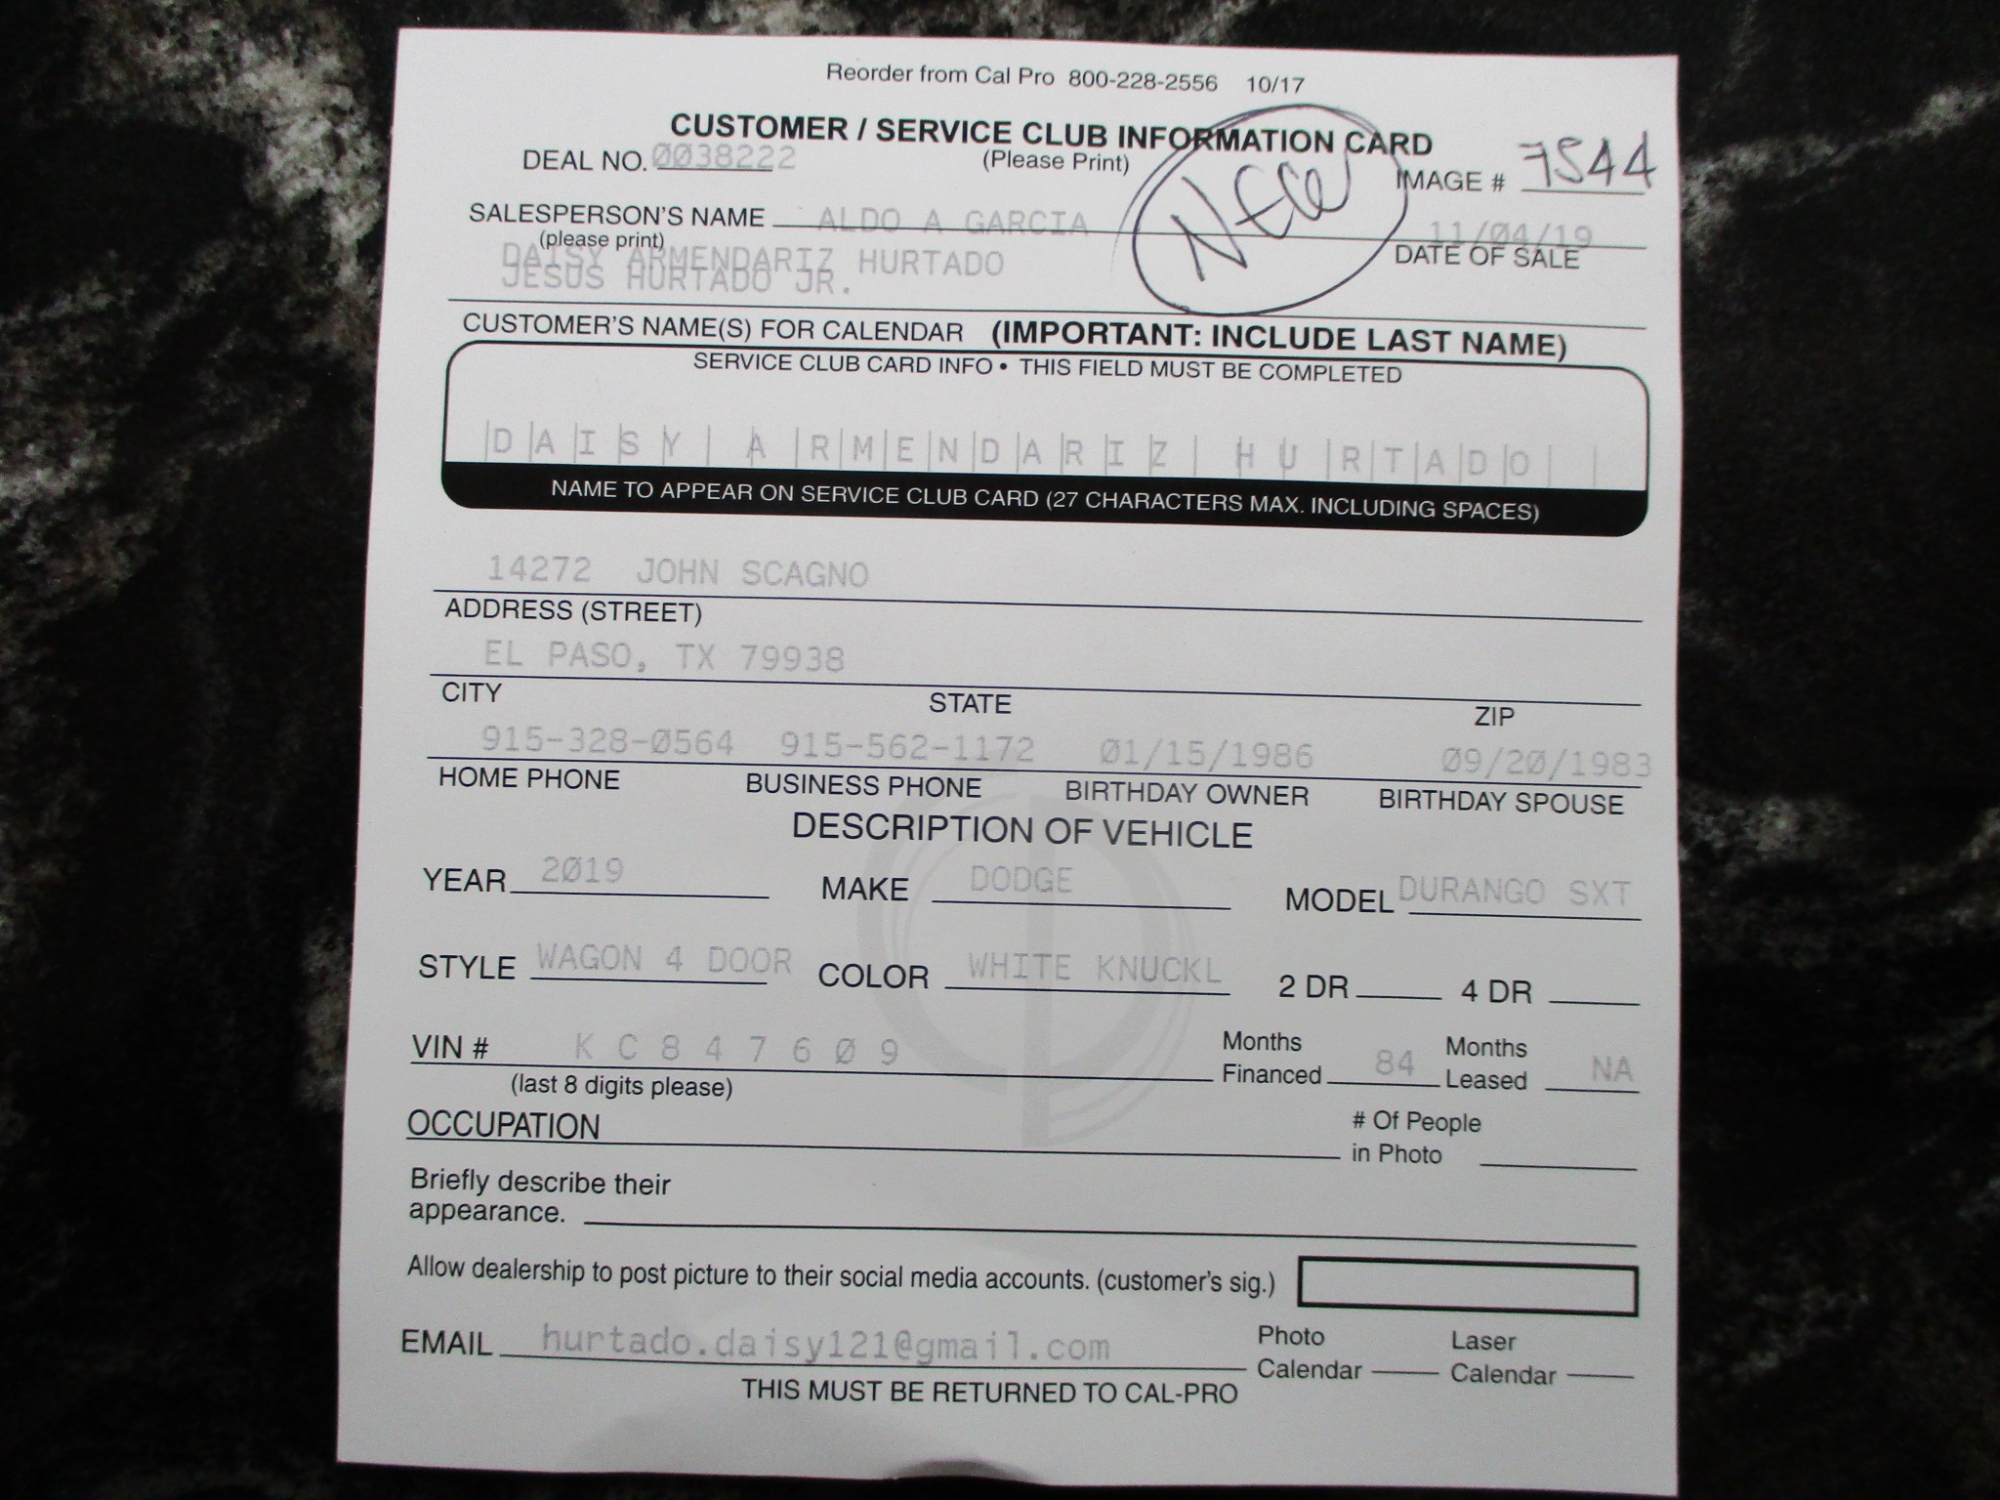 Reorder from Cal Pro 800-228-2556 10/17
CUSTOMER / SERVICE CLUB INFORMATION CARD
DEAL NO. 0038222 (Please Print) New IMAGE # 7544
SALESPERSON'S NAME ALDO A GARCIA 11/04/19
(please print) DATE OF SALE
DAISY ARMENDARIZ HURTADO
JESUS HURTADO JR.
CUSTOMER'S NAME(S) FOR CALENDAR (IMPORTANT: INCLUDE LAST NAME)
SERVICE CLUB CARD INFO • THIS FIELD MUST BE COMPLETED
DAISY ARMENDARIZ HURTADO
NAME TO APPEAR ON SERVICE CLUB CARD (27 CHARACTERS MAX. INCLUDING SPACES)
14272 JOHN SCAGNO
ADDRESS (STREET)
EL PASO, TX 79938
CITY STATE ZIP
915-328-0564 915-562-1172 01/15/1986 09/20/1983
HOME PHONE BUSINESS PHONE BIRTHDAY OWNER BIRTHDAY SPOUSE
DESCRIPTION OF VEHICLE
YEAR 2019 MAKE DODGE MODEL DURANGO SXT
STYLE WAGON 4 DOOR COLOR WHITE KNUCKL 2 DR 4 DR
VIN # K C 8 4 7 6 0 9 Months Financed 84 Months Leased NA
(last 8 digits please)
OCCUPATION # Of People in Photo
Briefly describe their
appearance.
Allow dealership to post picture to their social media accounts. (customer's sig.)
EMAIL hurtado.daisy121@gmail.com Photo Calendar Laser Calendar
THIS MUST BE RETURNED TO CAL-PRO